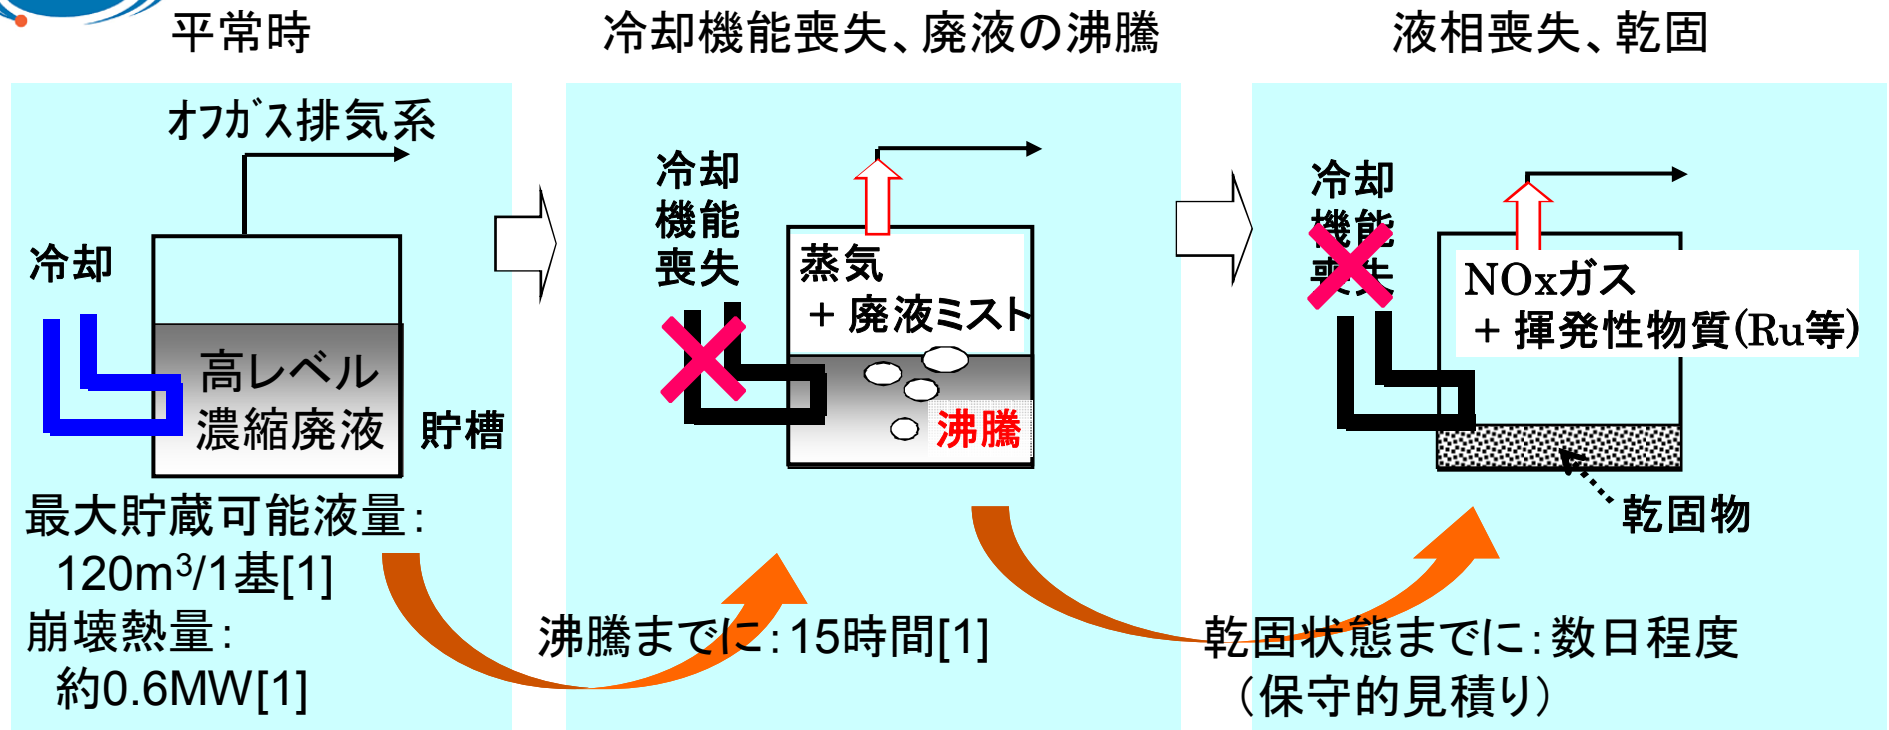 平常時
冷却機能喪失、廃液の沸騰
液相喪失、乾固
ｵﾌｶﾞｽ排気系
冷却
高レベル
濃縮廃液
貯槽
最大貯蔵可能液量：
120m³/1基[1]
崩壊熱量：
約0.6MW[1]
冷却
機能
喪失
蒸気
+ 廃液ミスト
沸騰
沸騰までに：15時間[1]
冷却
機能
喪失
NOxガス
+ 揮発性物質(Ru等)
乾固物
乾固状態までに：数日程度
（保守的見積り）